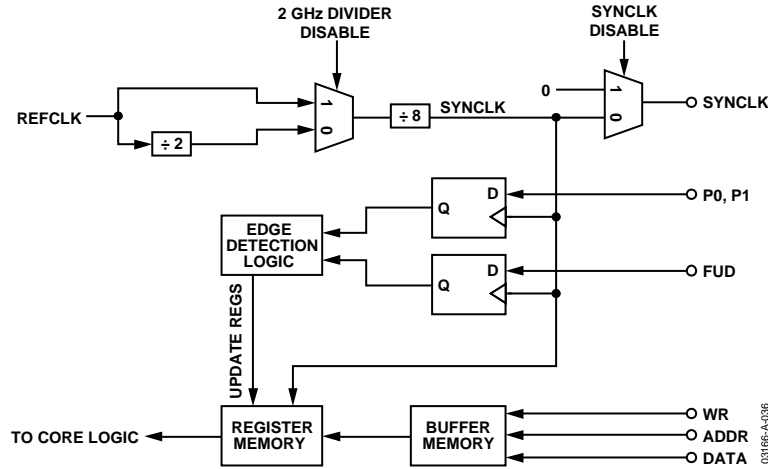 2 GHz DIVIDER
DISABLE
SYNCLK
DISABLE
REFCLK
÷ 2
1
0
÷ 8
SYNCLK
0
1
0
SYNCLK
Q
D
P0, P1
EDGE
DETECTION
LOGIC
Q
D
FUD
UPDATE REGS
TO CORE LOGIC
REGISTER
MEMORY
BUFFER
MEMORY
WR
ADDR
DATA
03166-A-036